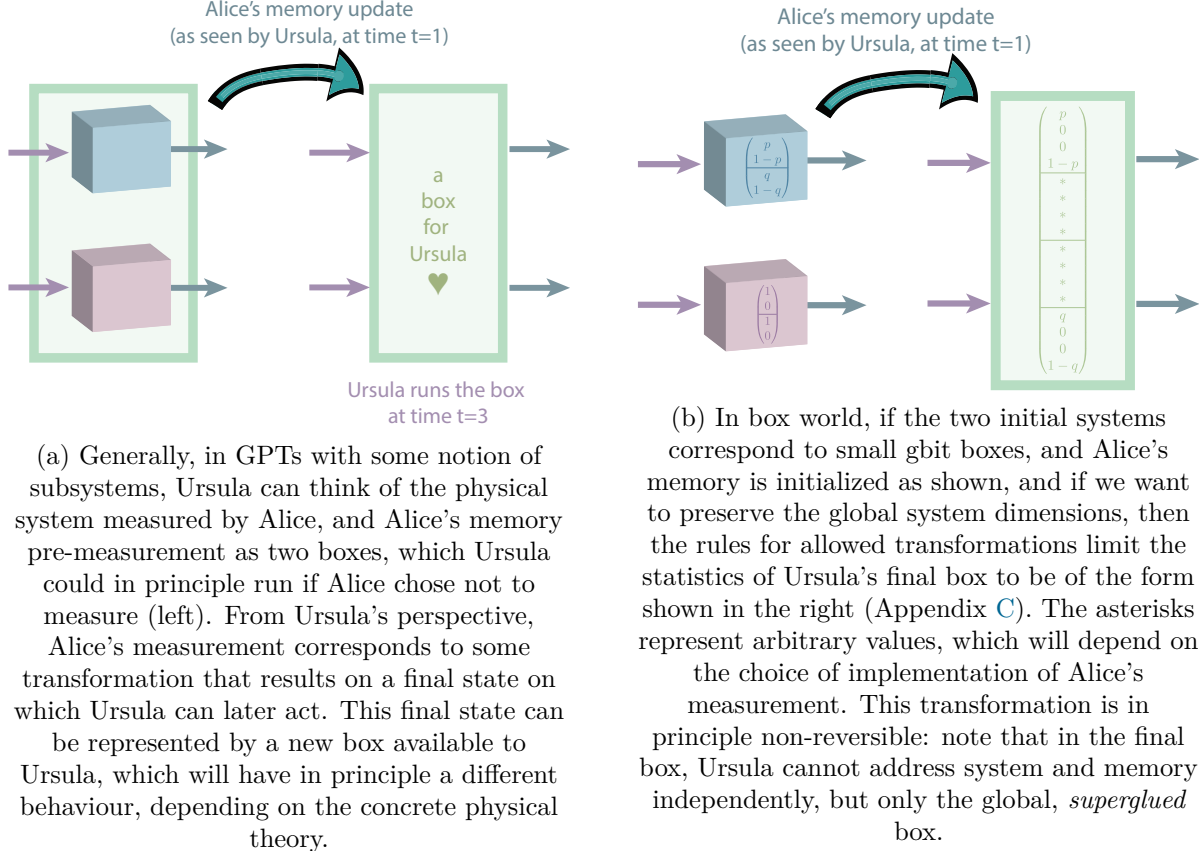 Alice’s memory update
(as seen by Ursula, at time t=1)
a
box
for
Ursula
♥
Ursula runs the box
at time t=3
(a) Generally, in GPTs with some notion of
subsystems, Ursula can think of the physical
system measured by Alice, and Alice’s memory
pre-measurement as two boxes, which Ursula
could in principle run if Alice chose not to
measure (left). From Ursula’s perspective,
Alice’s measurement corresponds to some
transformation that results on a final state on
which Ursula can later act. This final state can
be represented by a new box available to
Ursula, which will have in principle a different
behaviour, depending on the concrete physical
theory.
Alice’s memory update
(as seen by Ursula, at time t=1)
p
1 − p
q
1 − q
1
0
1
0
p
0
0
1 − p
*
*
*
*
*
*
*
*
q
0
0
1 − q
(b) In box world, if the two initial systems
correspond to small gbit boxes, and Alice’s
memory is initialized as shown, and if we want
to preserve the global system dimensions, then
the rules for allowed transformations limit the
statistics of Ursula’s final box to be of the form
shown in the right (Appendix C). The asterisks
represent arbitrary values, which will depend on
the choice of implementation of Alice’s
measurement. This transformation is in
principle non-reversible: note that in the final
box, Ursula cannot address system and memory
independently, but only the global, superglued
box.